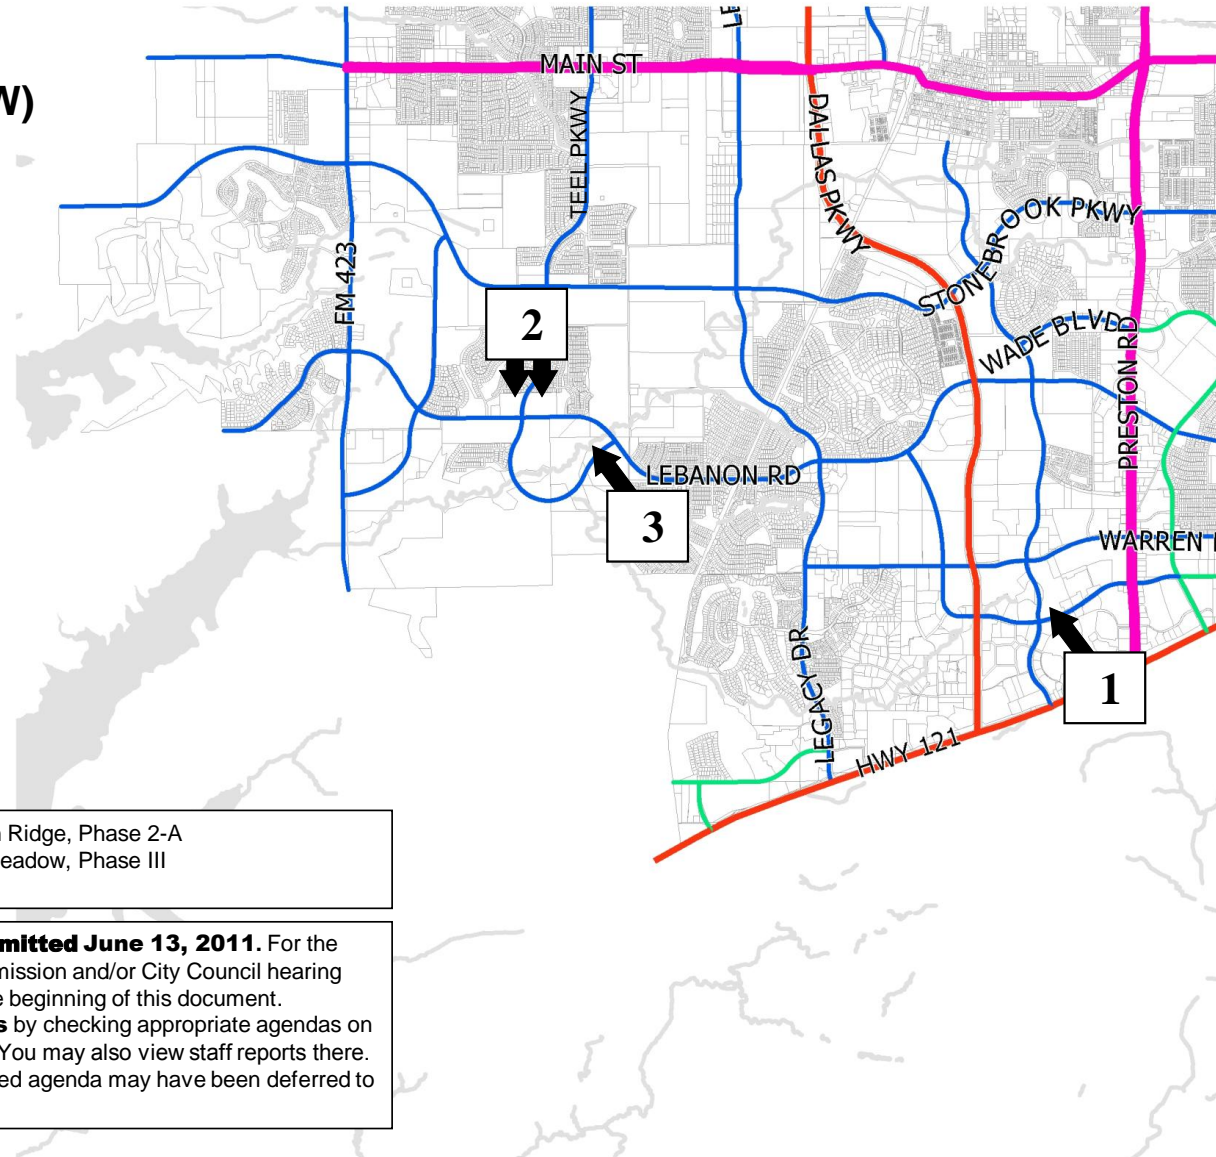 W)
MAIN ST
TEEL PKWY
DALLAS PKWY
FM 423
STONEBROOK PKWY
WADE BLVD
PRESTON RD
2
LEBANON RD
3
WARREN
LEGACY DR
HWY 121
1
Ridge, Phase 2-A
eadow, Phase III
mitted June 13, 2011. For the
mission and/or City Council hearing
e beginning of this document.
s by checking appropriate agendas on
You may also view staff reports there.
ed agenda may have been deferred to